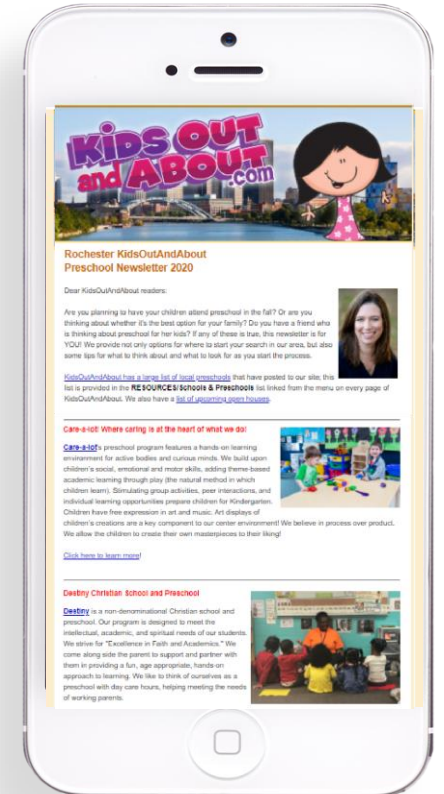 KiDS OUT
and ABOUT
.com
Rochester KidsOutAndAbout
Preschool Newsletter 2020
Dear KidsOutAndAbout readers:
Are you planning to have your children attend preschool in the fall? Or are you
thinking about whether it's the best option for your family? Do you have a friend who
is thinking about preschool for her kids? If any of these is true, this newsletter is for
YOU! We provide not only options for where to start your search in our area, but also
some tips for what to think about and what to look for as you start the process.
KidsOutAndAbout has a large list of local preschools that have posted to our site; this
list is provided in the RESOURCES/Schools & Preschools list linked from the menu on every page of
KidsOutAndAbout. We also have a list of upcoming open houses.
Care-a-lot! Where caring is at the heart of what we do!
Care-a-lot's preschool program features a hands-on learning
environment for active bodies and curious minds. We build upon
children's social, emotional and motor skills, adding theme-based
academic learning through play (the natural method in which
children learn). Stimulating group activities, peer interactions, and
individual learning opportunities prepare children for Kindergarten.
Children have free expression in art and music. Art displays of
children's creations are a key component to our center environment! We believe in process over product.
We allow the children to create their own masterpieces to their liking!
Click here to learn more!
Destiny Christian School and Preschool
Destiny is a non-denominational Christian school and
preschool. Our program is designed to meet the
intellectual, academic, and spiritual needs of our students.
We strive for "Excellence in Faith and Academics." We
come along side the parent to support and partner with
them in providing a fun, age appropriate, hands-on
approach to learning. We like to think of ourselves as a
preschool with day care hours, helping meeting the needs
of working parents.